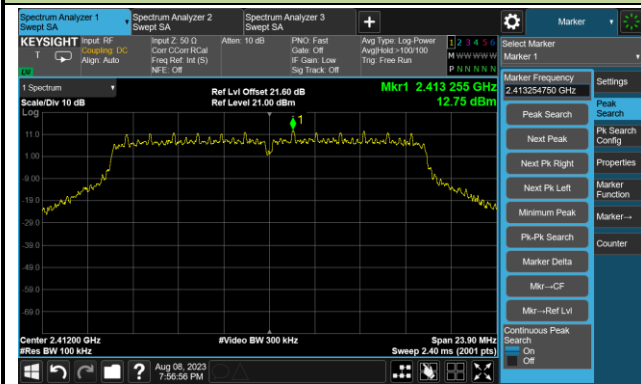 Spectrum Analyzer 1
Swept SA
Spectrum Analyzer 2
Swept SA
Spectrum Analyzer 3
Swept SA
Marker
KEYSIGHT
T
LV
Input: RF
Coupling: DC
Align: Auto
Input Z: 50 Ω
Corr CCorr RCal
Freq Ref: Int (S)
NFE: Off
Atten: 10 dB
PNO: Fast
Gate: Off
IF Gain: Low
Sig Track: Off
Avg Type: Log-Power
Avg|Hold:>100/100
Trig: Free Run
1 2 3 4 5 6
M W W W W W
P N N N N N
Select Marker
Marker 1
1 Spectrum
Scale/Div 10 dB
Log
Ref Lvl Offset 21.60 dB
Ref Level 21.00 dBm
Mkr1 2.413 255 GHz
12.75 dBm
1
11.0
1.00
-9.00
-19.0
-29.0
-39.0
-49.0
-59.0
-69.0
Center 2.41200 GHz
#Res BW 100 kHz
#Video BW 300 kHz
Span 23.90 MHz
Sweep 2.40 ms (2001 pts)
Marker Frequency
2.413254750 GHz
Peak Search
Next Peak
Next Pk Right
Next Pk Left
Minimum Peak
Pk-Pk Search
Marker Delta
Mkr→CF
Mkr→Ref Lvl
Continuous Peak
Search
On
Off
Settings
Peak
Search
Pk Search
Config
Properties
Marker
Function
Marker→
Counter
Aug 08, 2023
7:56:56 PM